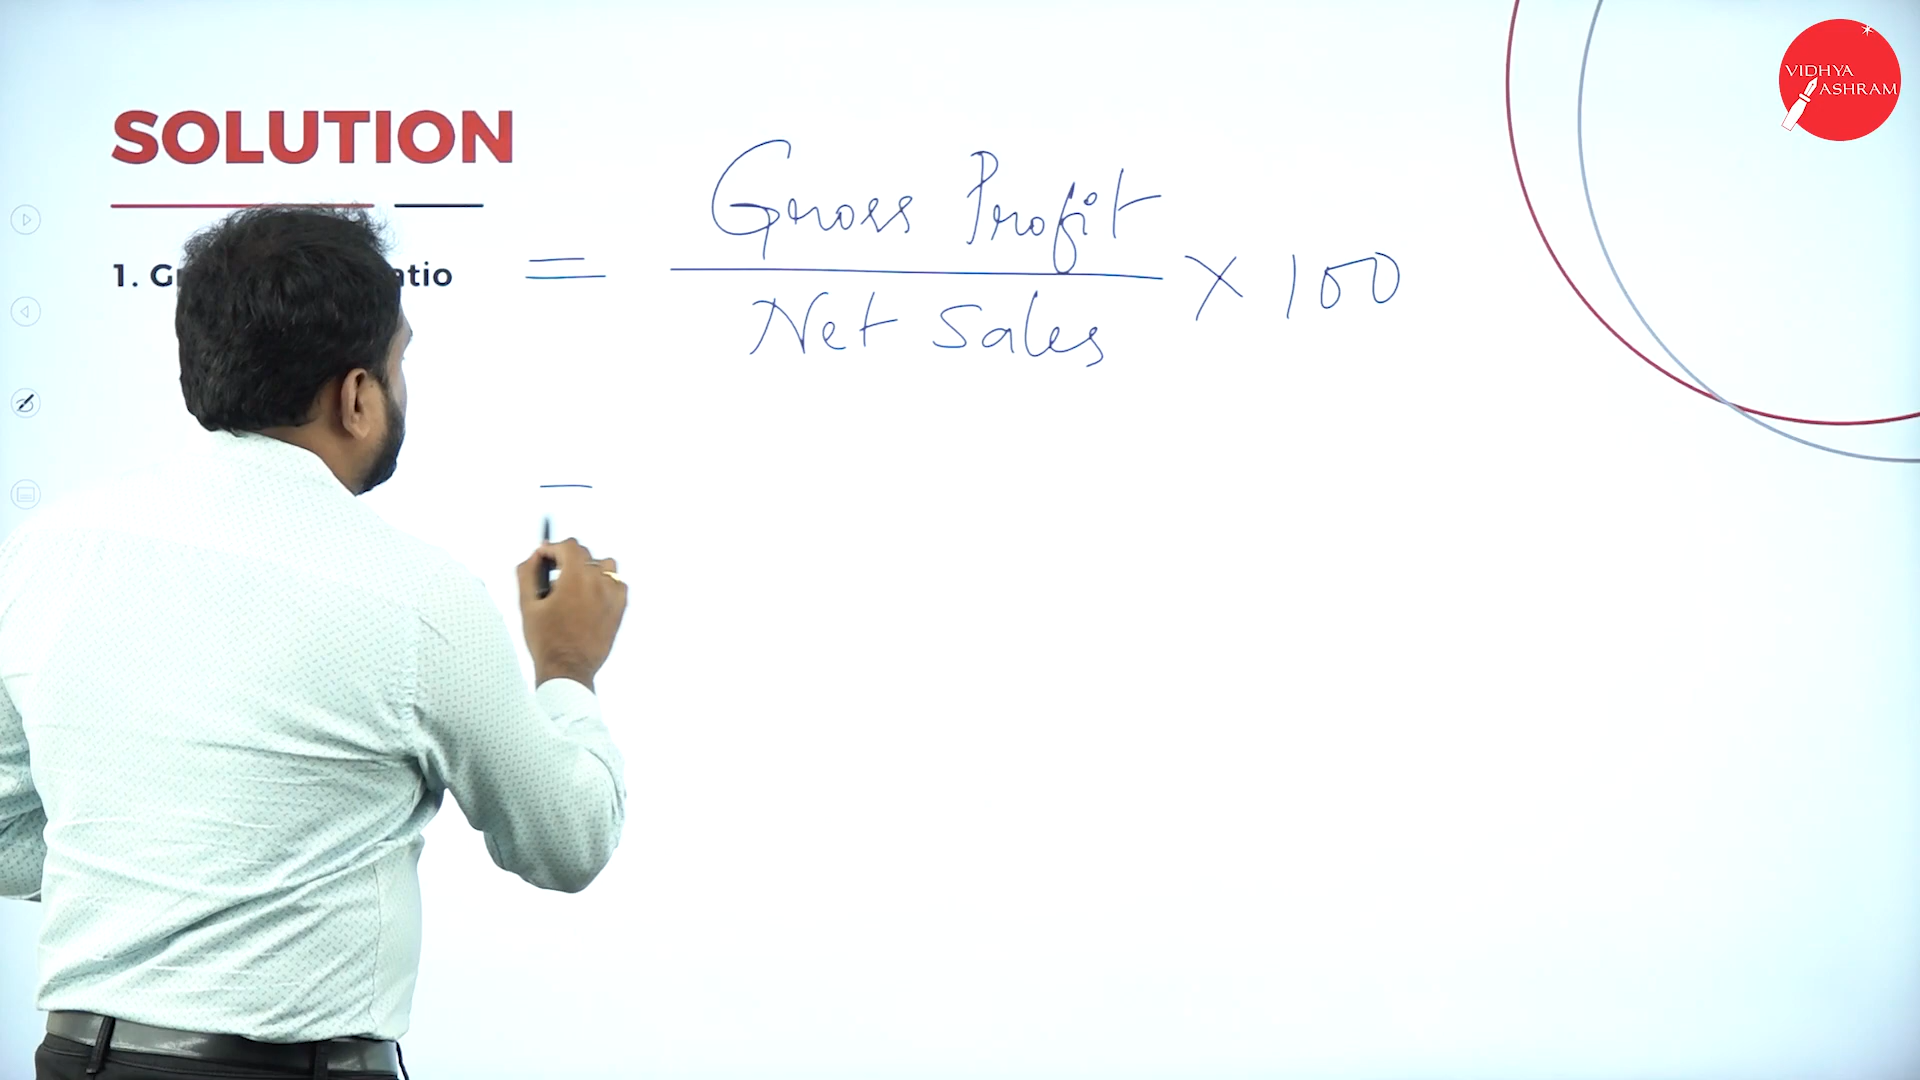 VIDHYA
ASHRAM
SOLUTION
1. G tio
= Gross Profit
Net Sales × 100